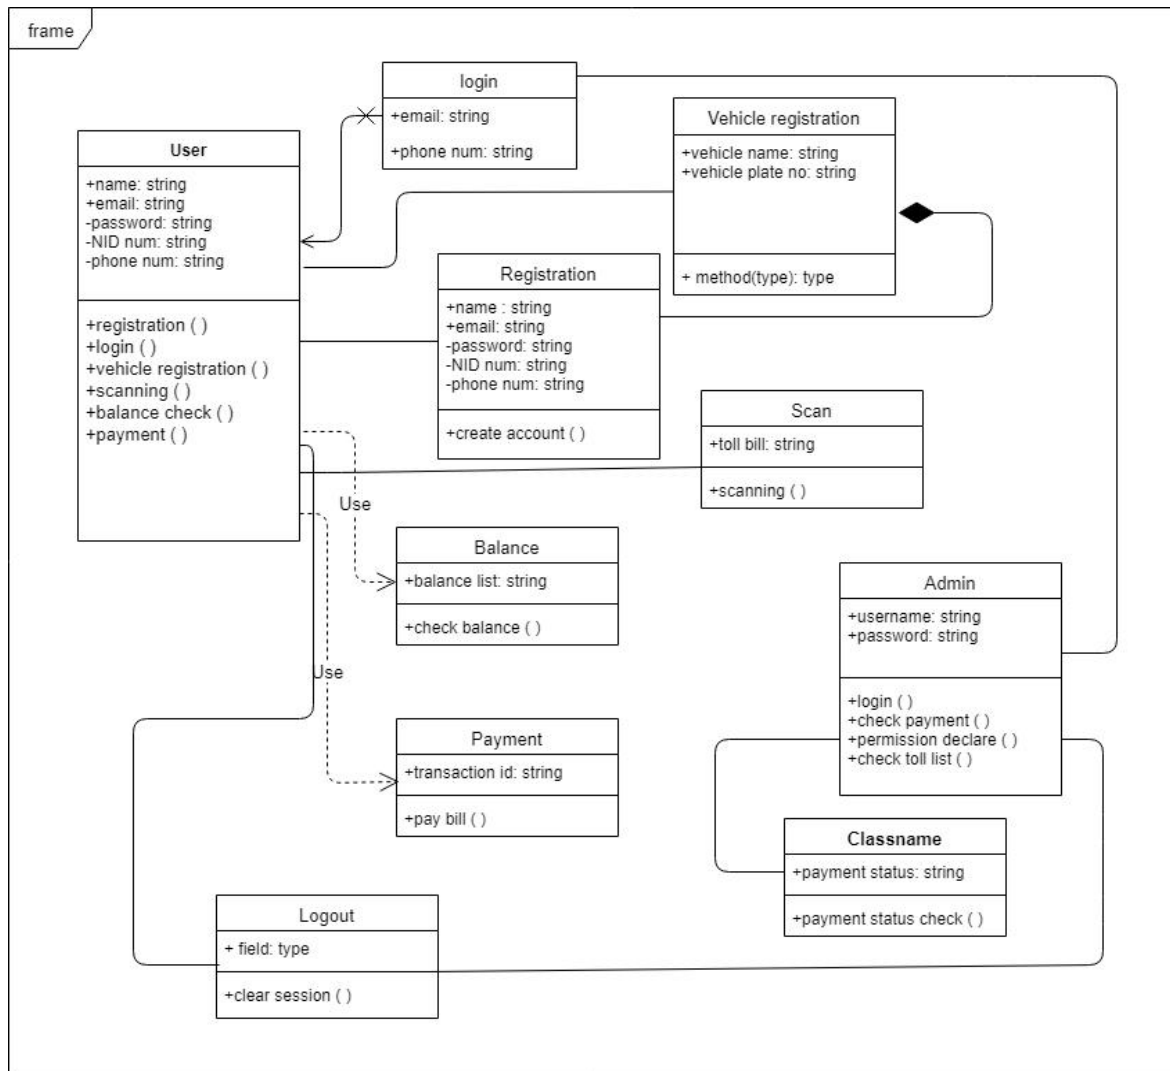 frame
login
+email: string
+phone num: string
Vehicle registration
+vehicle name: string
+vehicle plate no: string
+ method(type): type
User
+name: string
+email: string
-password: string
-NID num: string
-phone num: string
+registration ( )
+login ( )
+vehicle registration ( )
+scanning ( )
+balance check ( )
+payment ( )
Registration
+name : string
+email: string
-password: string
-NID num: string
-phone num: string
+create account ( )
Scan
+toll bill: string
+scanning ( )
Use
Balance
+balance list: string
+check balance ( )
Use
Payment
+transaction id: string
+pay bill ( )
Admin
+username: string
+password: string
+login ( )
+check payment ( )
+permission declare ( )
+check toll list ( )
Classname
+payment status: string
+payment status check ( )
Logout
+ field: type
+clear session ( )